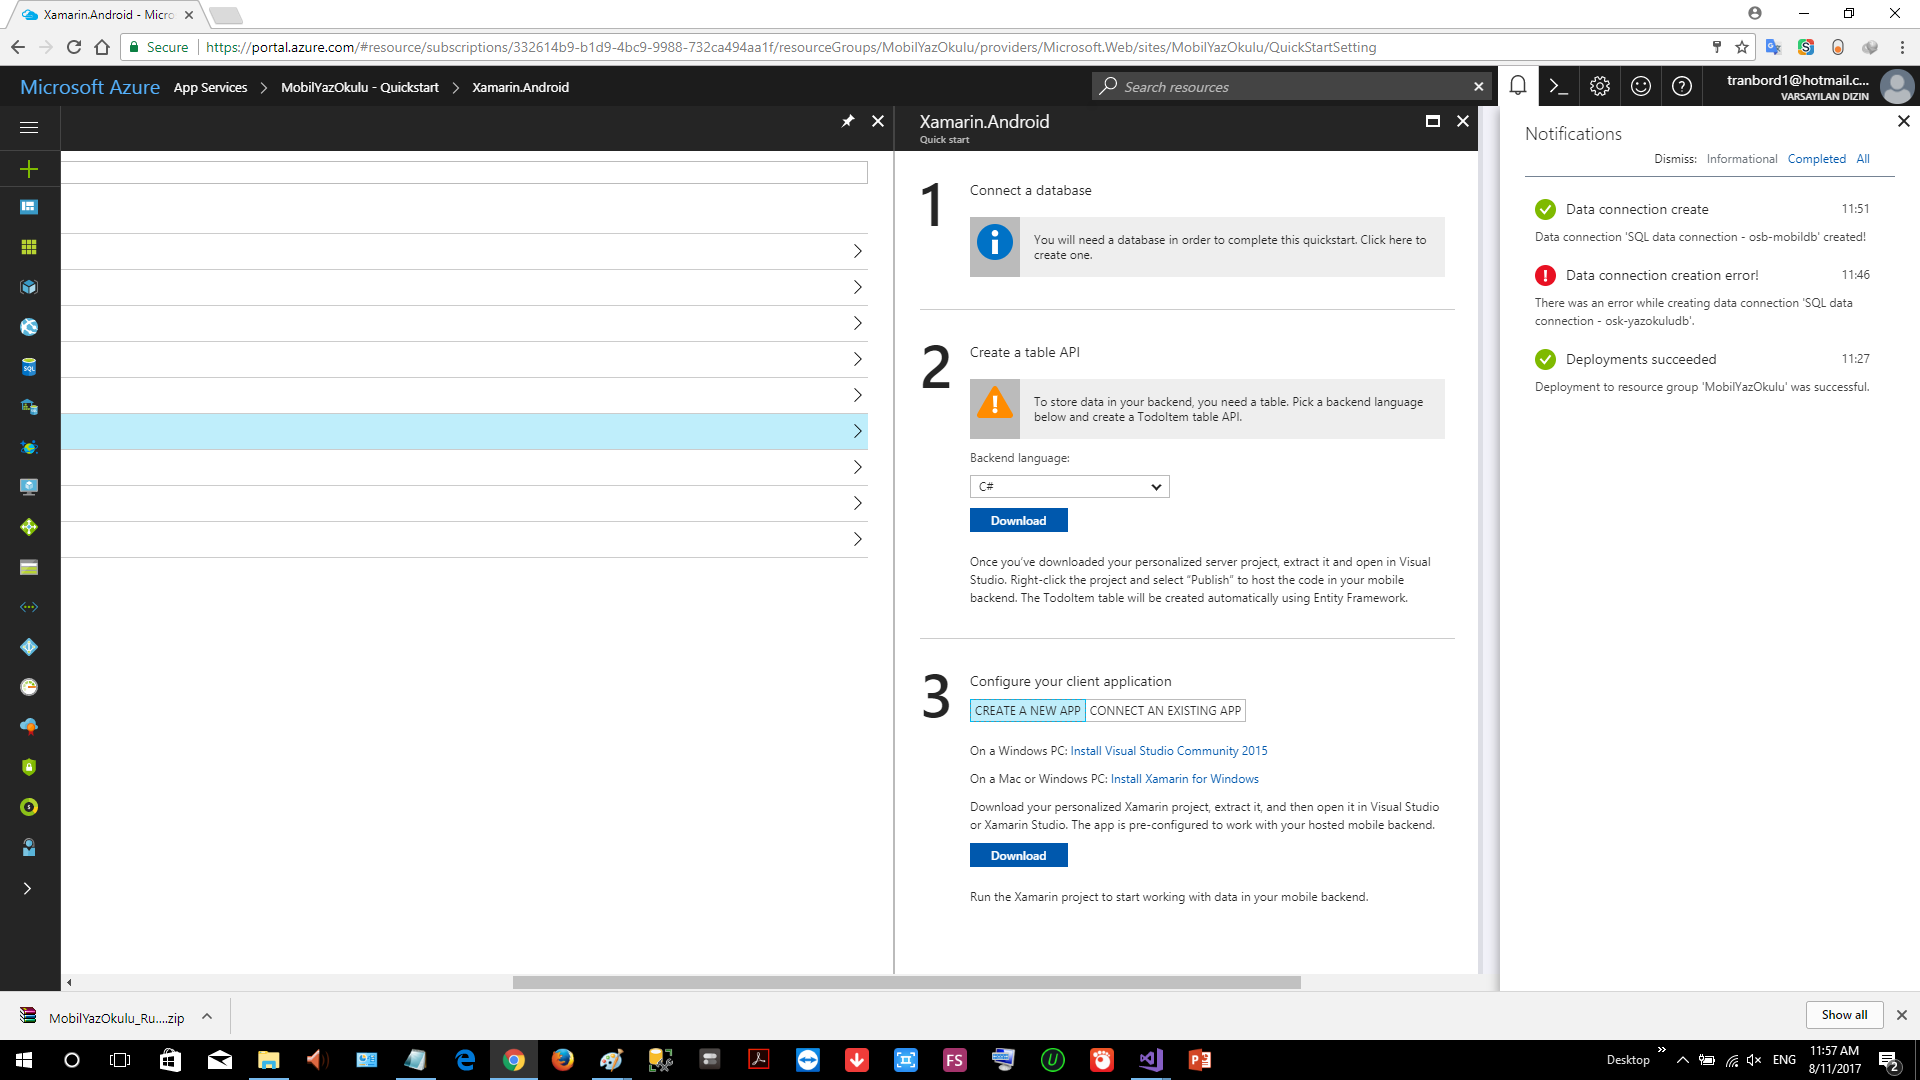 Xamarin.Android - Micro
Secure
https://portal.azure.com/#resource/subscriptions/332614b9-b1d9-4bc9-9988-732ca494aa1f/resourceGroups/MobilYazOkulu/providers/Microsoft.Web/sites/MobilYazOkulu/QuickStartSetting
Microsoft Azure App Services > MobilYazOkulu - Quickstart > Xamarin.Android
Search resources
tranbord1@hotmail.c...
VARSAYILAN DIZIN
Xamarin.Android
Quick start
1 Connect a database
You will need a database in order to complete this quickstart. Click here to
create one.
2 Create a table API
To store data in your backend, you need a table. Pick a backend language
below and create a TodoItem table API.
Backend language:
C#
Download
Once you've downloaded your personalized server project, extract it and open in Visual
Studio. Right-click the project and select “Publish” to host the code in your mobile
backend. The TodoItem table will be created automatically using Entity Framework.
3 Configure your client application
CREATE A NEW APP CONNECT AN EXISTING APP
On a Windows PC: Install Visual Studio Community 2015
On a Mac or Windows PC: Install Xamarin for Windows
Download your personalized Xamarin project, extract it, and then open it in Visual Studio
or Xamarin Studio. The app is pre-configured to work with your hosted mobile backend.
Download
Run the Xamarin project to start working with data in your mobile backend.
Notifications
Dismiss: Informational Completed All
Data connection create 11:51
Data connection 'SQL data connection - osb-mobildb' created!
Data connection creation error! 11:46
There was an error while creating data connection 'SQL data
connection - osk-yazokuludb'.
Deployments succeeded 11:27
Deployment to resource group 'MobilYazOkulu' was successful.
SQL
MobilYazOkulu_Ru....zip
Show all
FS
Desktop
ENG
11:57 AM
8/11/2017
2